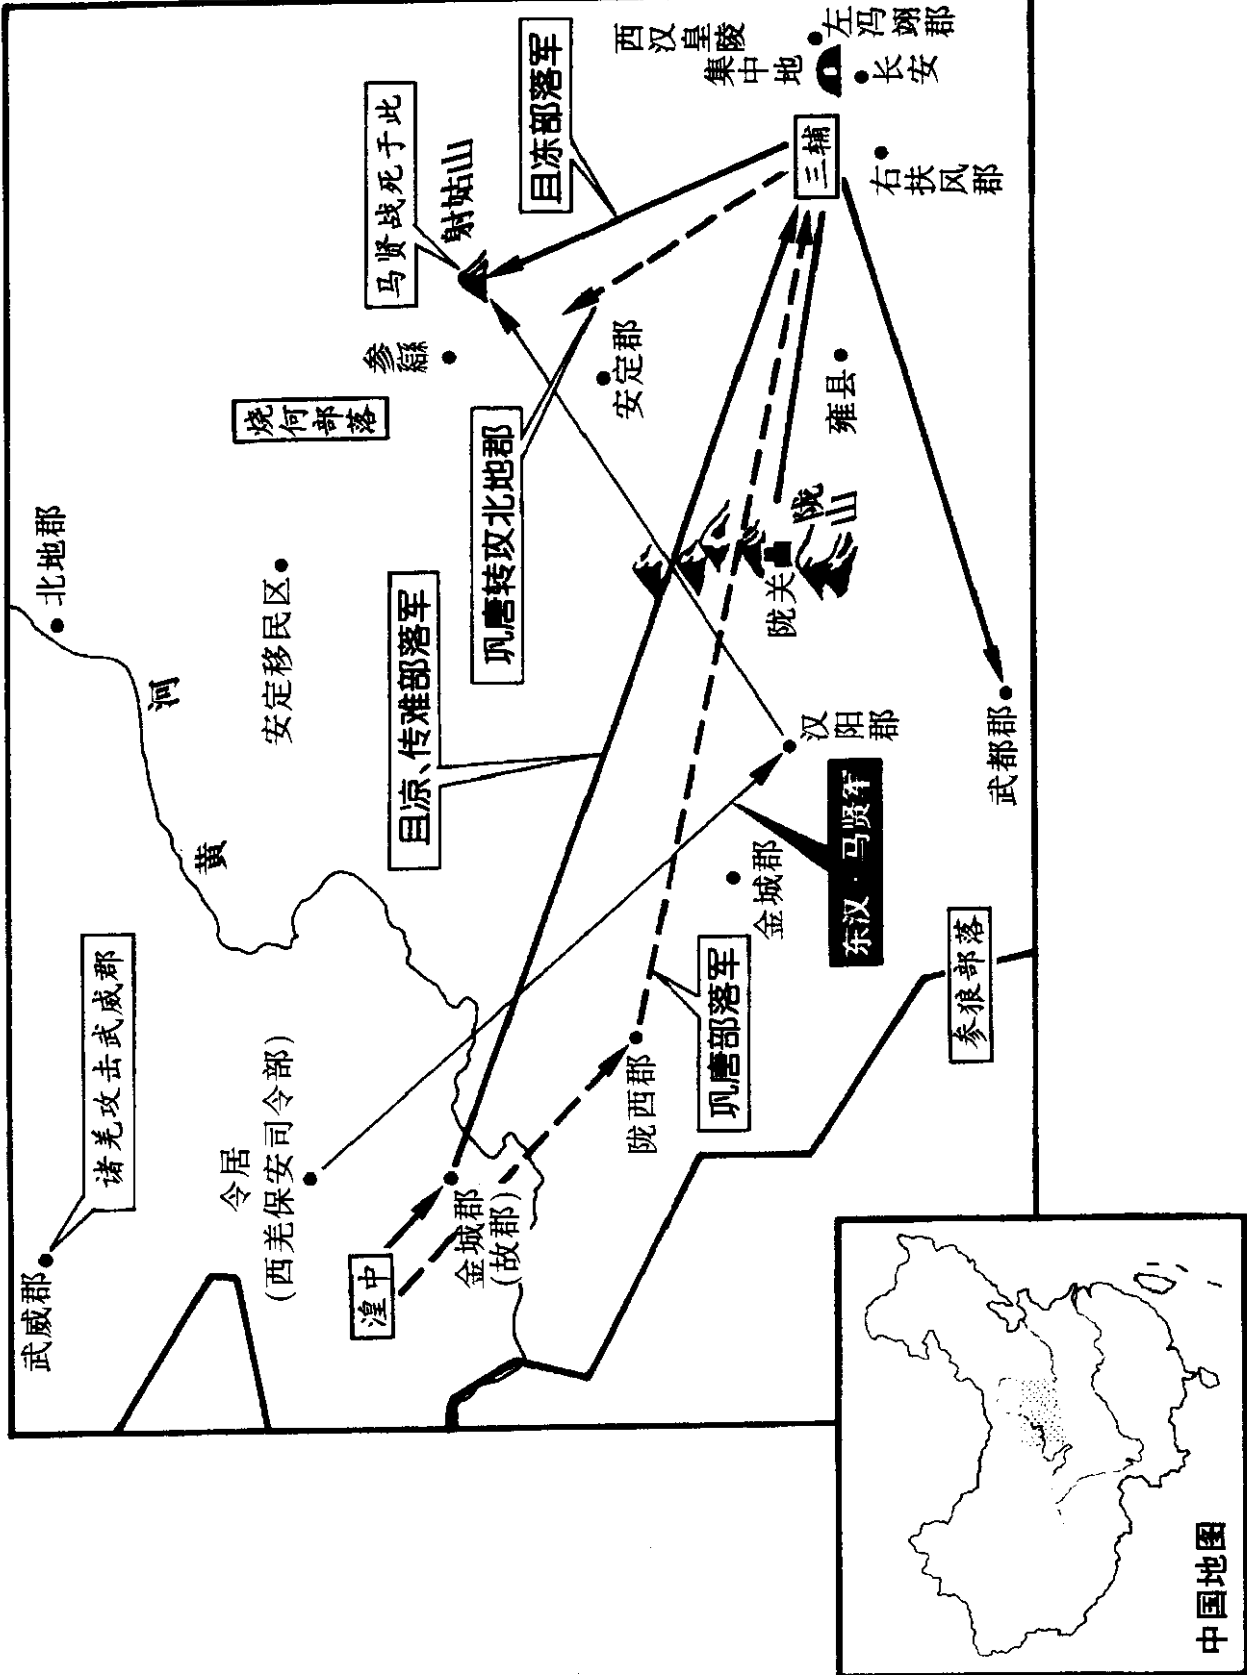 武威郡
诸羌攻击武威郡
北地郡
黄
河
令居
(西羌保安司令部)
安定移民区
烧何
部落
参䜌
马贤战死于此
射姑山
湟中
金城郡
(故郡)
且凉、传难部落军
巩唐转攻北地郡
且冻部落军
安定郡
陇西郡
巩唐部落军
金城郡
东汉·马贤军
汉阳郡
陇关
陇山
雍县
三辅
西汉皇陵
集中地
左冯翊郡
长安
右扶风郡
武都郡
参狼部落
中国地图